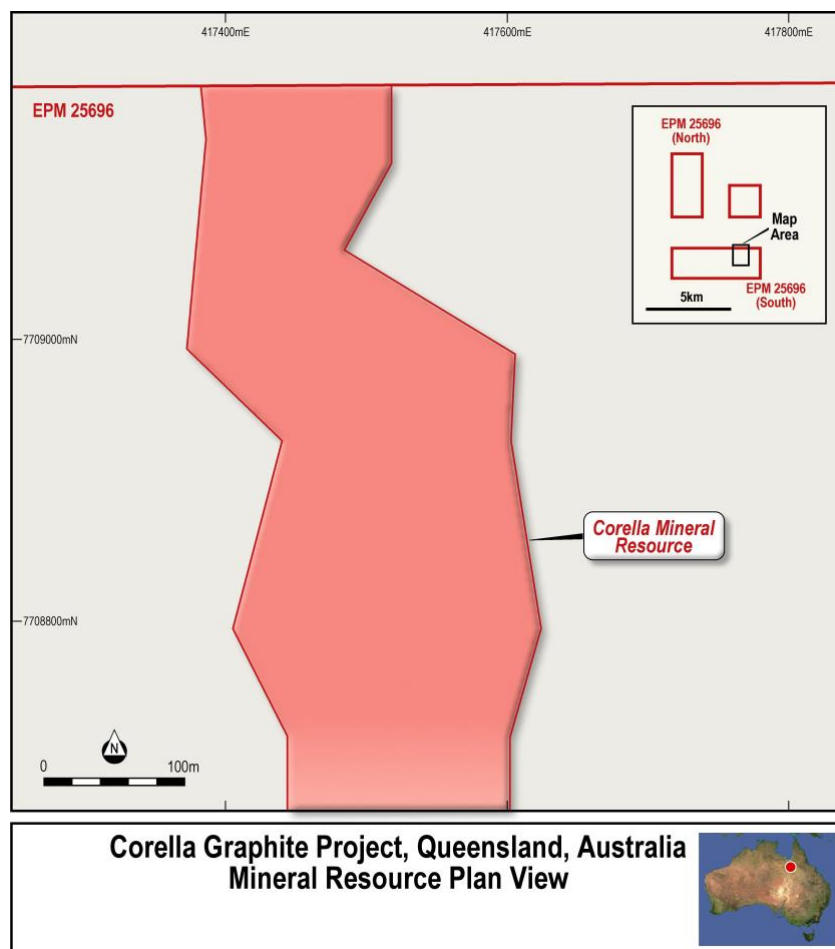 417400mE
417600mE
417800mE
EPM 25696
EPM 25696
(North)
Map
Area
EPM 25696
(South)
5km
7709000mN
Corella Mineral
Resource
7708800mN
N
0
100m
Corella Graphite Project, Queensland, Australia
Mineral Resource Plan View